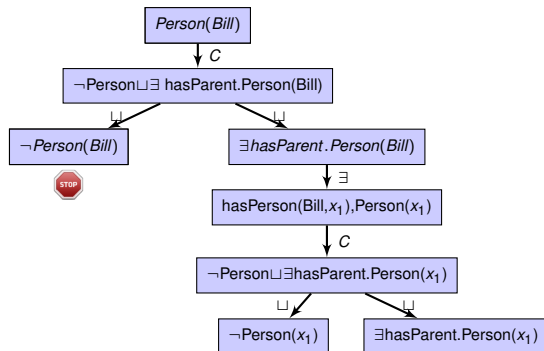 Person(Bill)
C
¬Person⊔∃ hasParent.Person(Bill)
⊔ ⊔
¬Person(Bill) ∃hasParent.Person(Bill)
STOP ∃
hasPerson(Bill,x₁),Person(x₁)
C
¬Person⊔∃hasParent.Person(x₁)
⊔ ⊔
¬Person(x₁) ∃hasParent.Person(x₁)